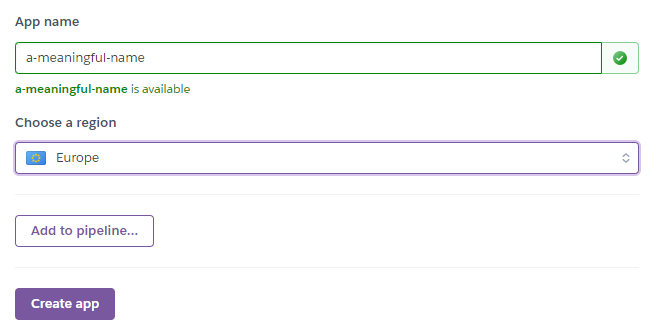 App name
a-meaningful-name
a-meaningful-name is available
Choose a region
Europe
Add to pipeline...
Create app